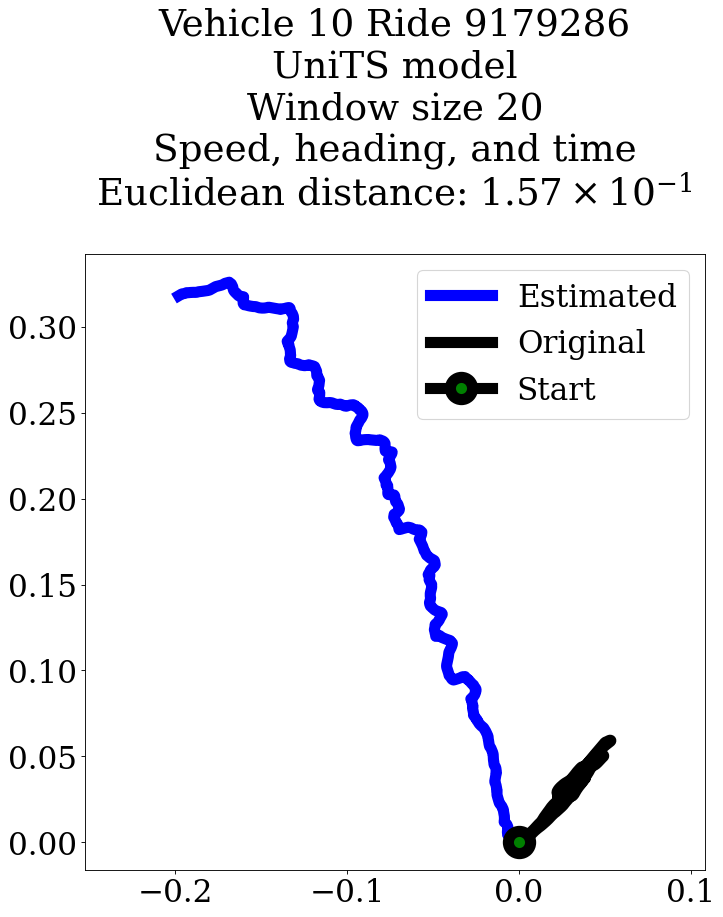 Vehicle 10 Ride 9179286
UniTS model
Window size 20
Speed, heading, and time
Euclidean distance: 1.57 × 10⁻¹
Estimated
Original
Start
0.30
0.25
0.20
0.15
0.10
0.05
0.00
−0.2 −0.1 0.0 0.1